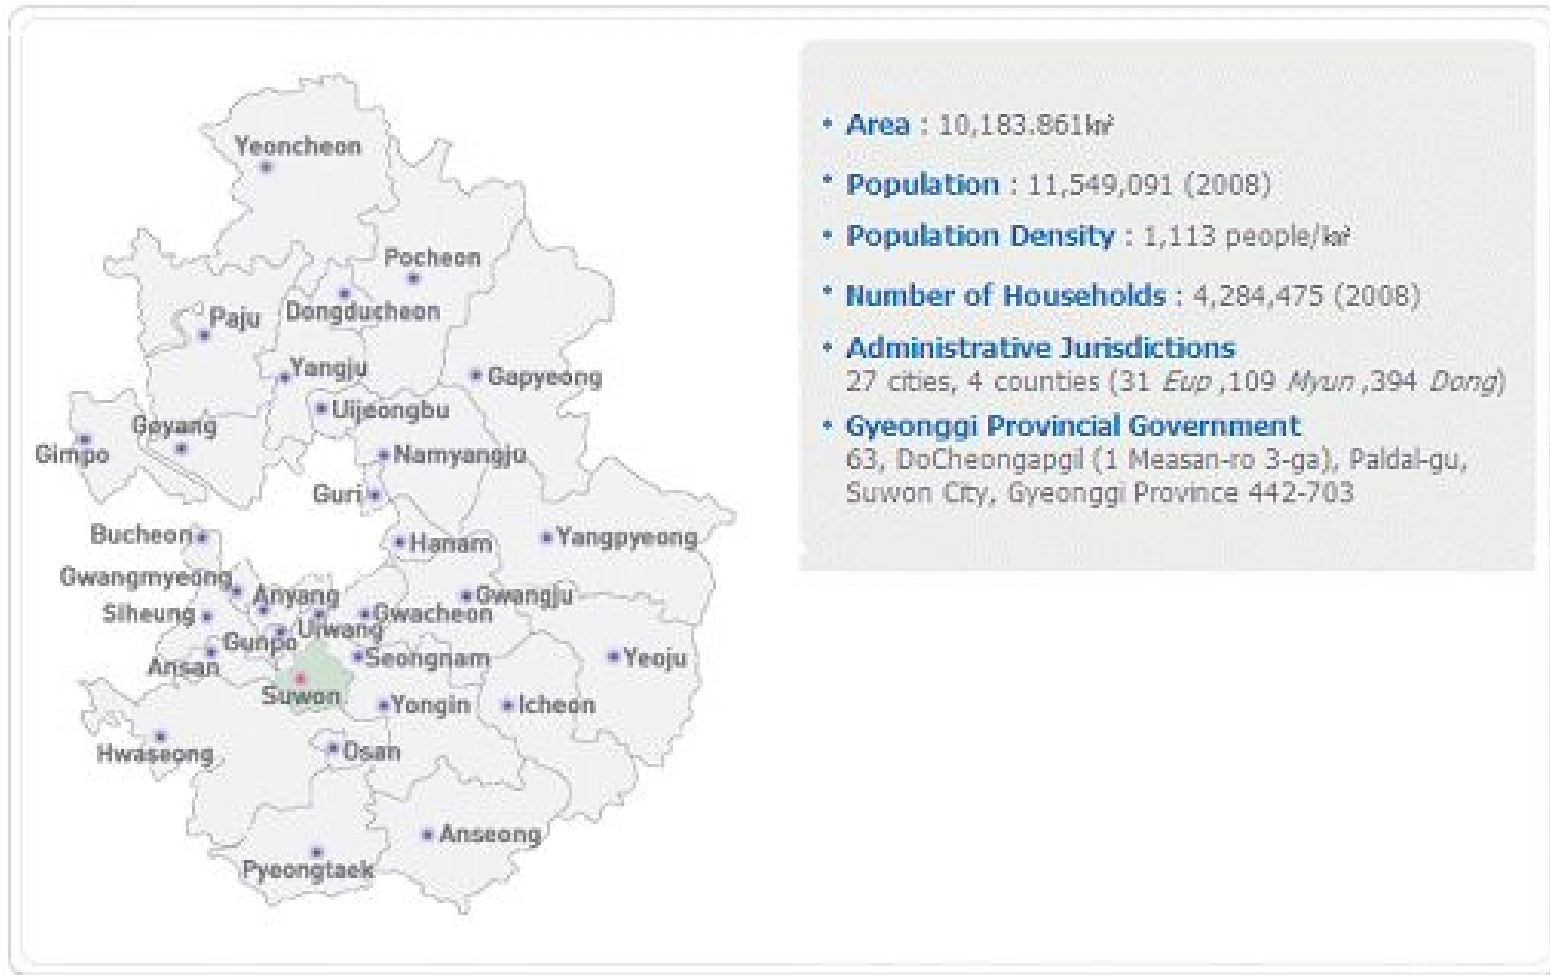 Yeoncheon
Pocheon
Dongducheon
Paju
Yangju
Gapyeong
Uijeongbu
Goyang
Gimpo
Namyangju
Guri
Bucheon
Hanam
Yangpyeong
Gwangmyeong
Anyang
Gwangju
Siheung
Gwacheon
Uiwang
Gunpo
Ansan
Seongnam
Yeoju
Suwon
Yongin
Icheon
Hwaseong
Osan
Anseong
Pyeongtaek
• Area : 10,183.861㎢
• Population : 11,549,091 (2008)
• Population Density : 1,113 people/㎢
• Number of Households : 4,284,475 (2008)
• Administrative Jurisdictions
27 cities, 4 counties (31 Eup ,109 Myun ,394 Dong)
• Gyeonggi Provincial Government
63, DoCheongapgil (1 Measan-ro 3-ga), Paldal-gu,
Suwon City, Gyeonggi Province 442-703